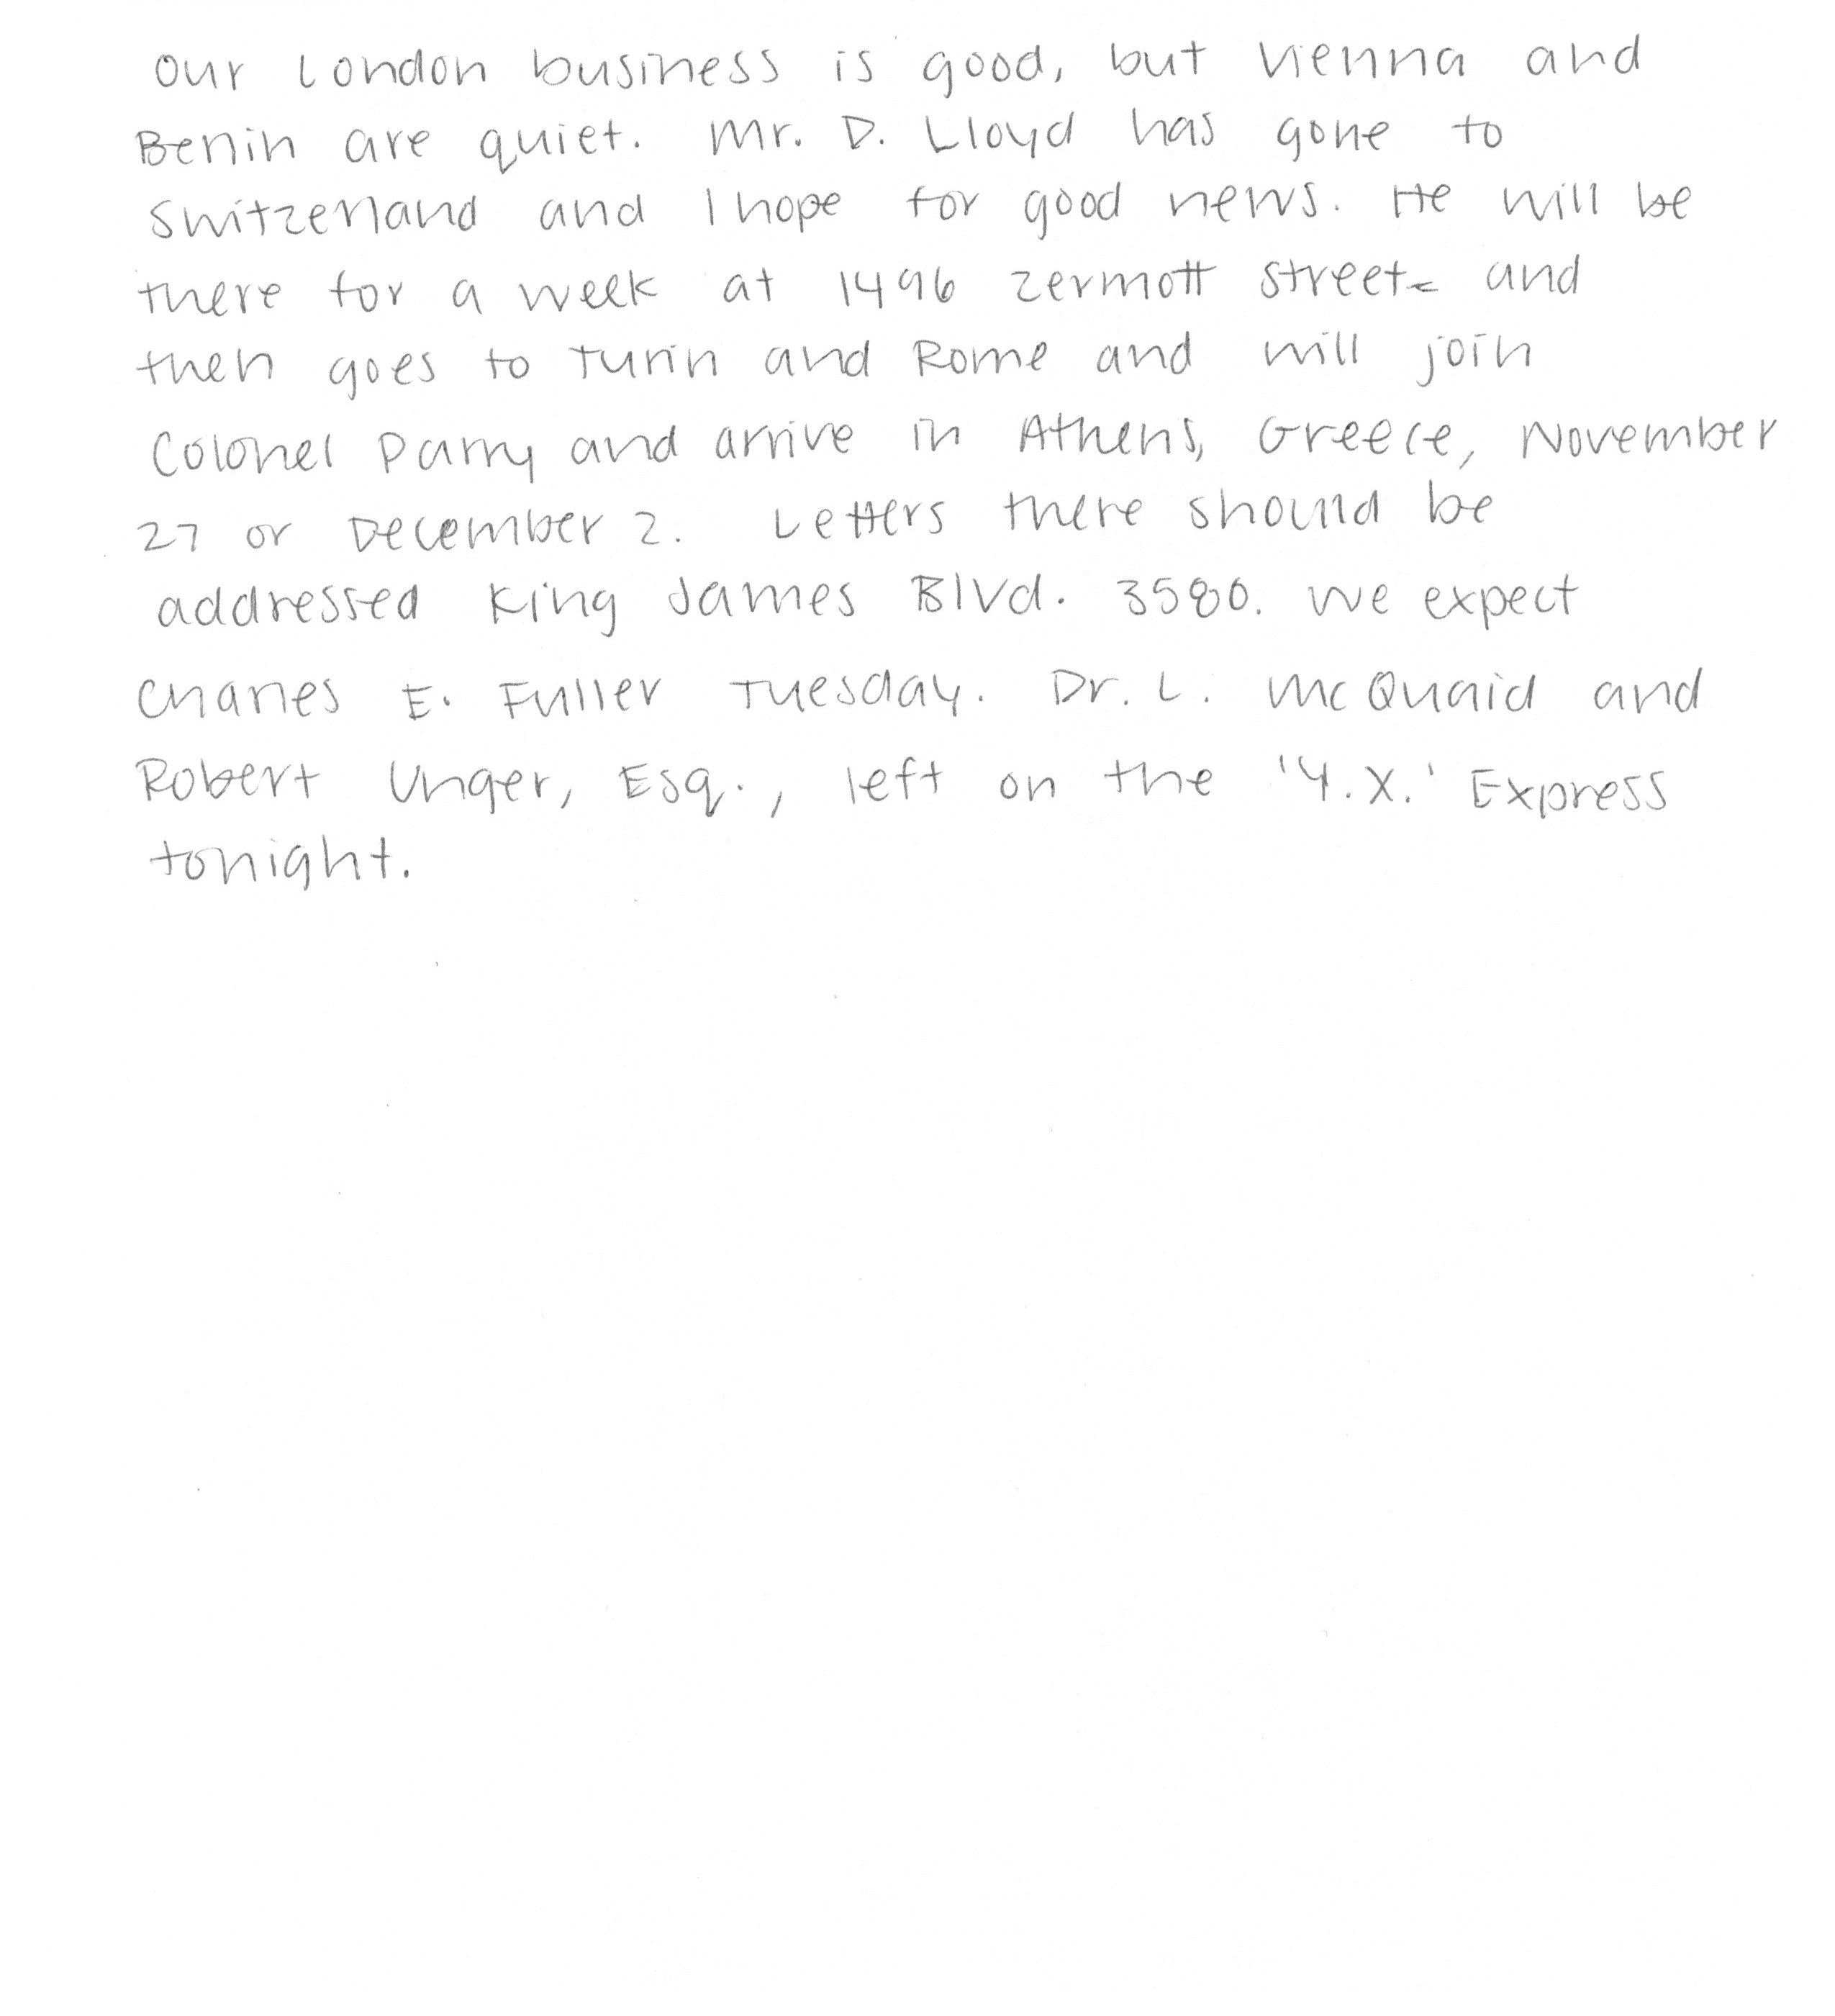 Our London business is good, but Vienna and
Benin are quiet. Mr. D. Lloyd has gone to
Switzerland and I hope for good news. He will be
there for a week at 1496 Zermott street and
then goes to Turin and Rome and will join
Colonel Parry and arrive in Athens, Greece, November
27 or December 2. Letters there should be
addressed King James Blvd. 3580. We expect
Charles E. Fuller Tuesday. Dr. L. McQuaid and
Robert Unger, Esq., left on the 'Y.X.' Express
tonight.